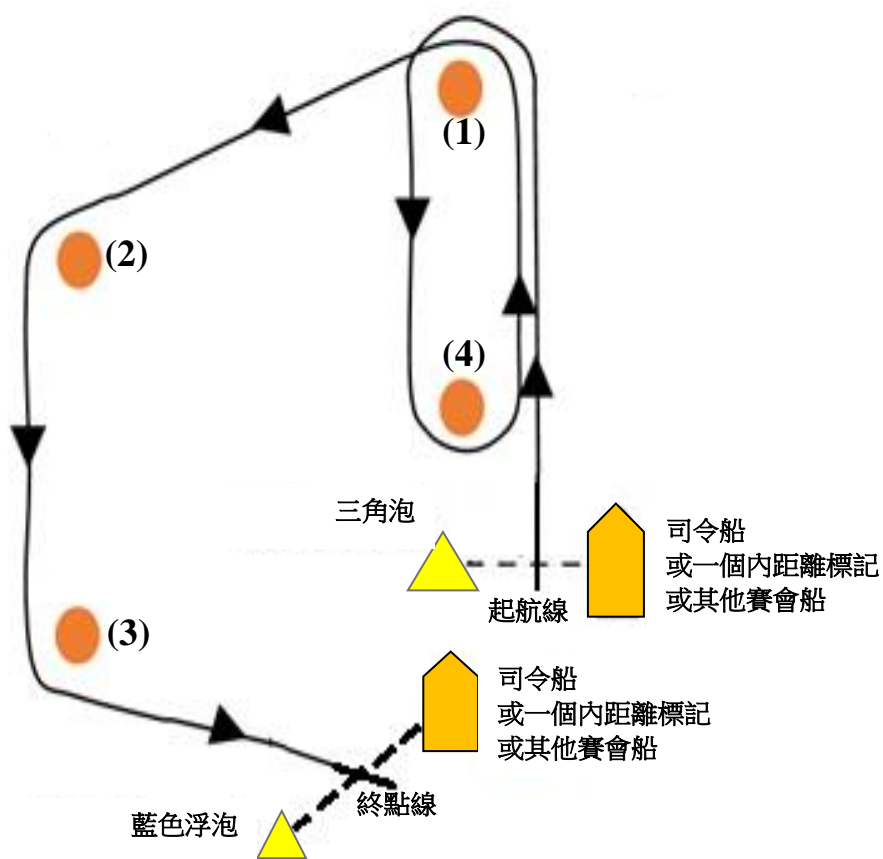 (1)
(2)
(4)
三角泡
司令船
或一個內距離標記
或其他賽會船
起航線
(3)
司令船
或一個內距離標記
或其他賽會船
終點線
藍色浮泡